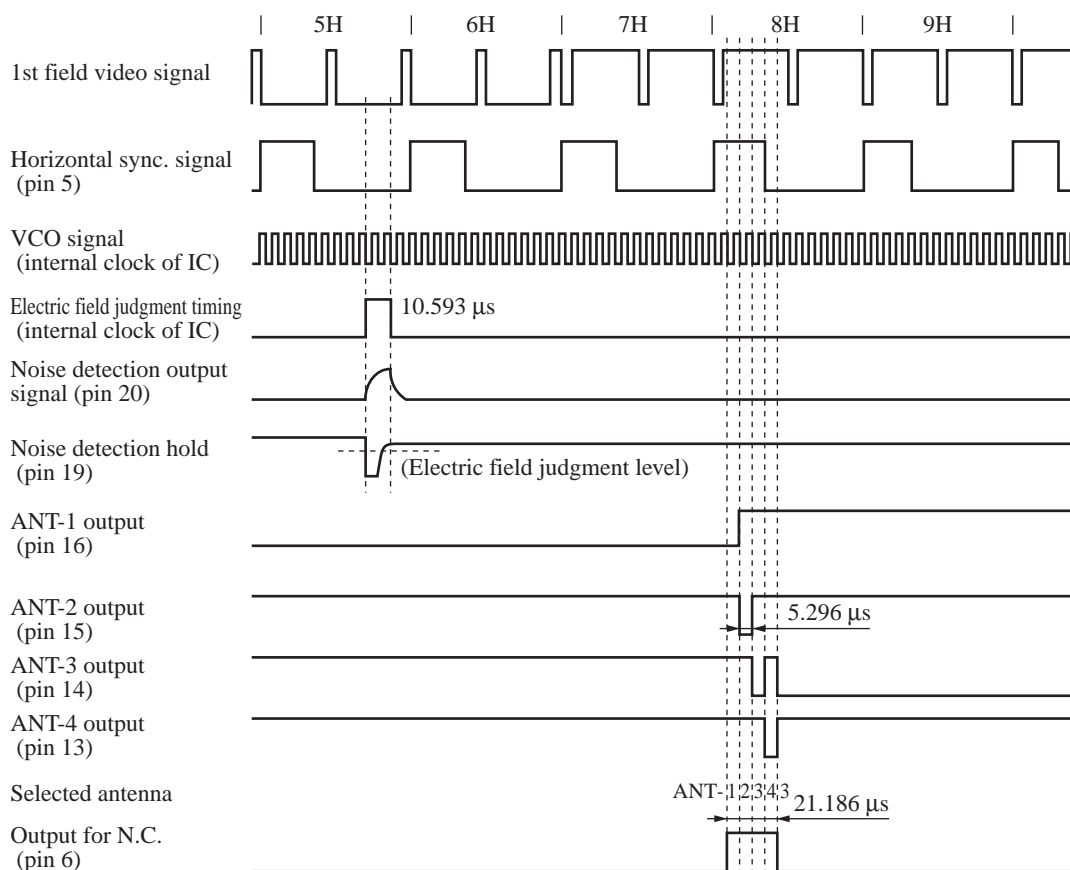 | 5H | 6H | 7H | 8H | 9H |
1st field video signal
Horizontal sync. signal
(pin 5)
VCO signal
(internal clock of IC)
Electric field judgment timing
(internal clock of IC)
10.593 µs
Noise detection output
signal (pin 20)
Noise detection hold
(pin 19)
(Electric field judgment level)
ANT-1 output
(pin 16)
ANT-2 output
(pin 15)
5.296 µs
ANT-3 output
(pin 14)
ANT-4 output
(pin 13)
Selected antenna
ANT- 1 2 3 4 3
21.186 µs
Output for N.C.
(pin 6)